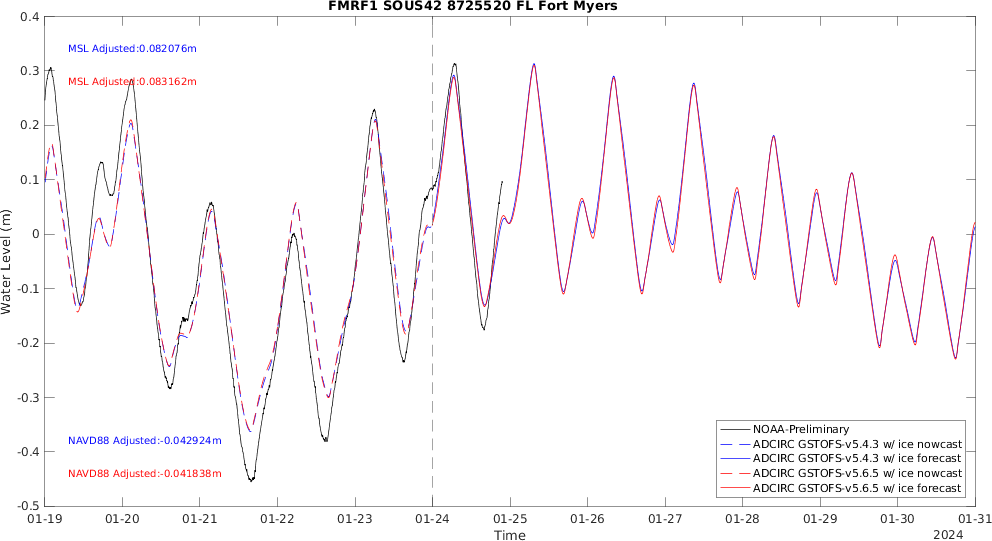 FMRF1 SOUS42 8725520 FL Fort Myers
Water Level (m)
0.4
0.3
0.2
0.1
0
-0.1
-0.2
-0.3
-0.4
-0.5
MSL Adjusted:0.082076m
MSL Adjusted:0.083162m
NAVD88 Adjusted:-0.042924m
NAVD88 Adjusted:-0.041838m
NOAA-Preliminary
ADCIRC GSTOFS-v5.4.3 w/ ice nowcast
ADCIRC GSTOFS-v5.4.3 w/ ice forecast
ADCIRC GSTOFS-v5.6.5 w/ ice nowcast
ADCIRC GSTOFS-v5.6.5 w/ ice forecast
01-19 01-20 01-21 01-22 01-23 01-24 01-25 01-26 01-27 01-28 01-29 01-30 01-31
Time
2024